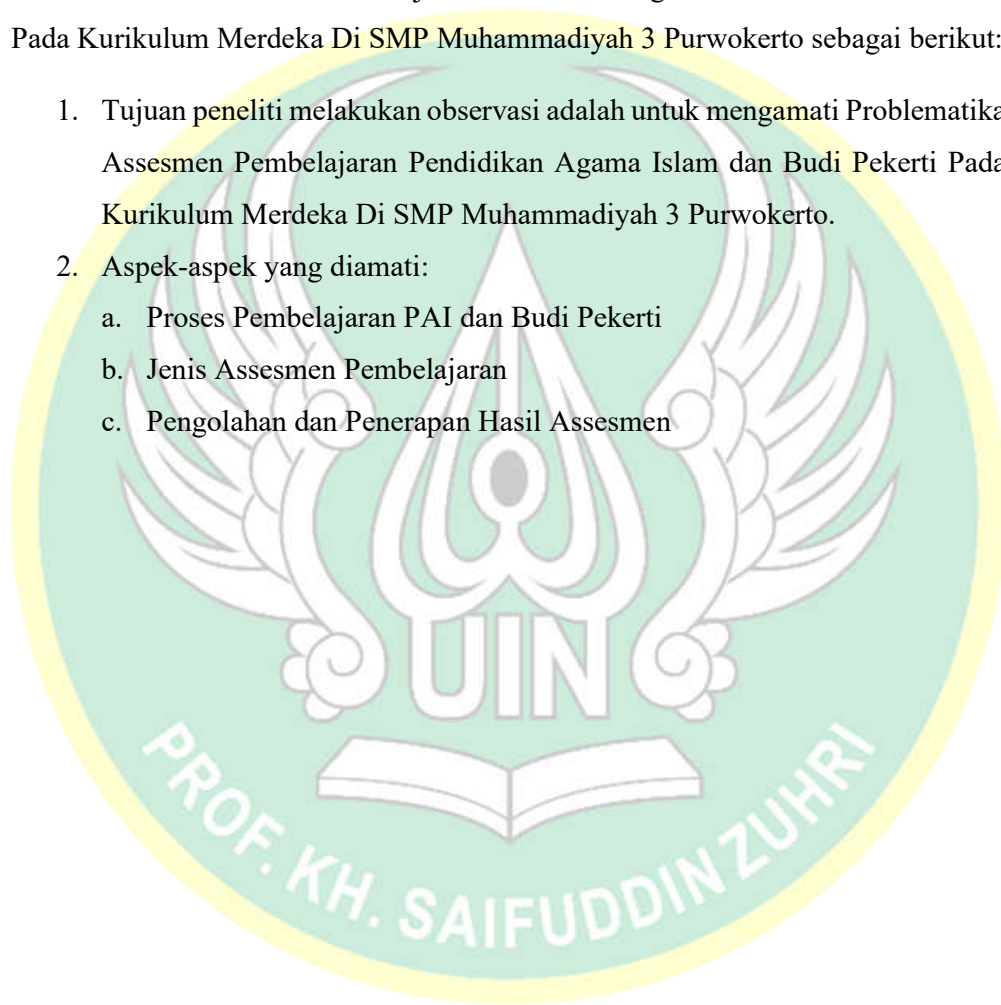 Pada Kurikulum Merdeka Di SMP Muhammadiyah 3 Purwokerto sebagai berikut:
1. Tujuan peneliti melakukan observasi adalah untuk mengamati Problematika
Assesmen Pembelajaran Pendidikan Agama Islam dan Budi Pekerti Pada
Kurikulum Merdeka Di SMP Muhammadiyah 3 Purwokerto.
2. Aspek-aspek yang diamati:
a. Proses Pembelajaran PAI dan Budi Pekerti
b. Jenis Assesmen Pembelajaran
c. Pengolahan dan Penerapan Hasil Assesmen
UIN
PROF. KH. SAIFUDDIN ZUHRI